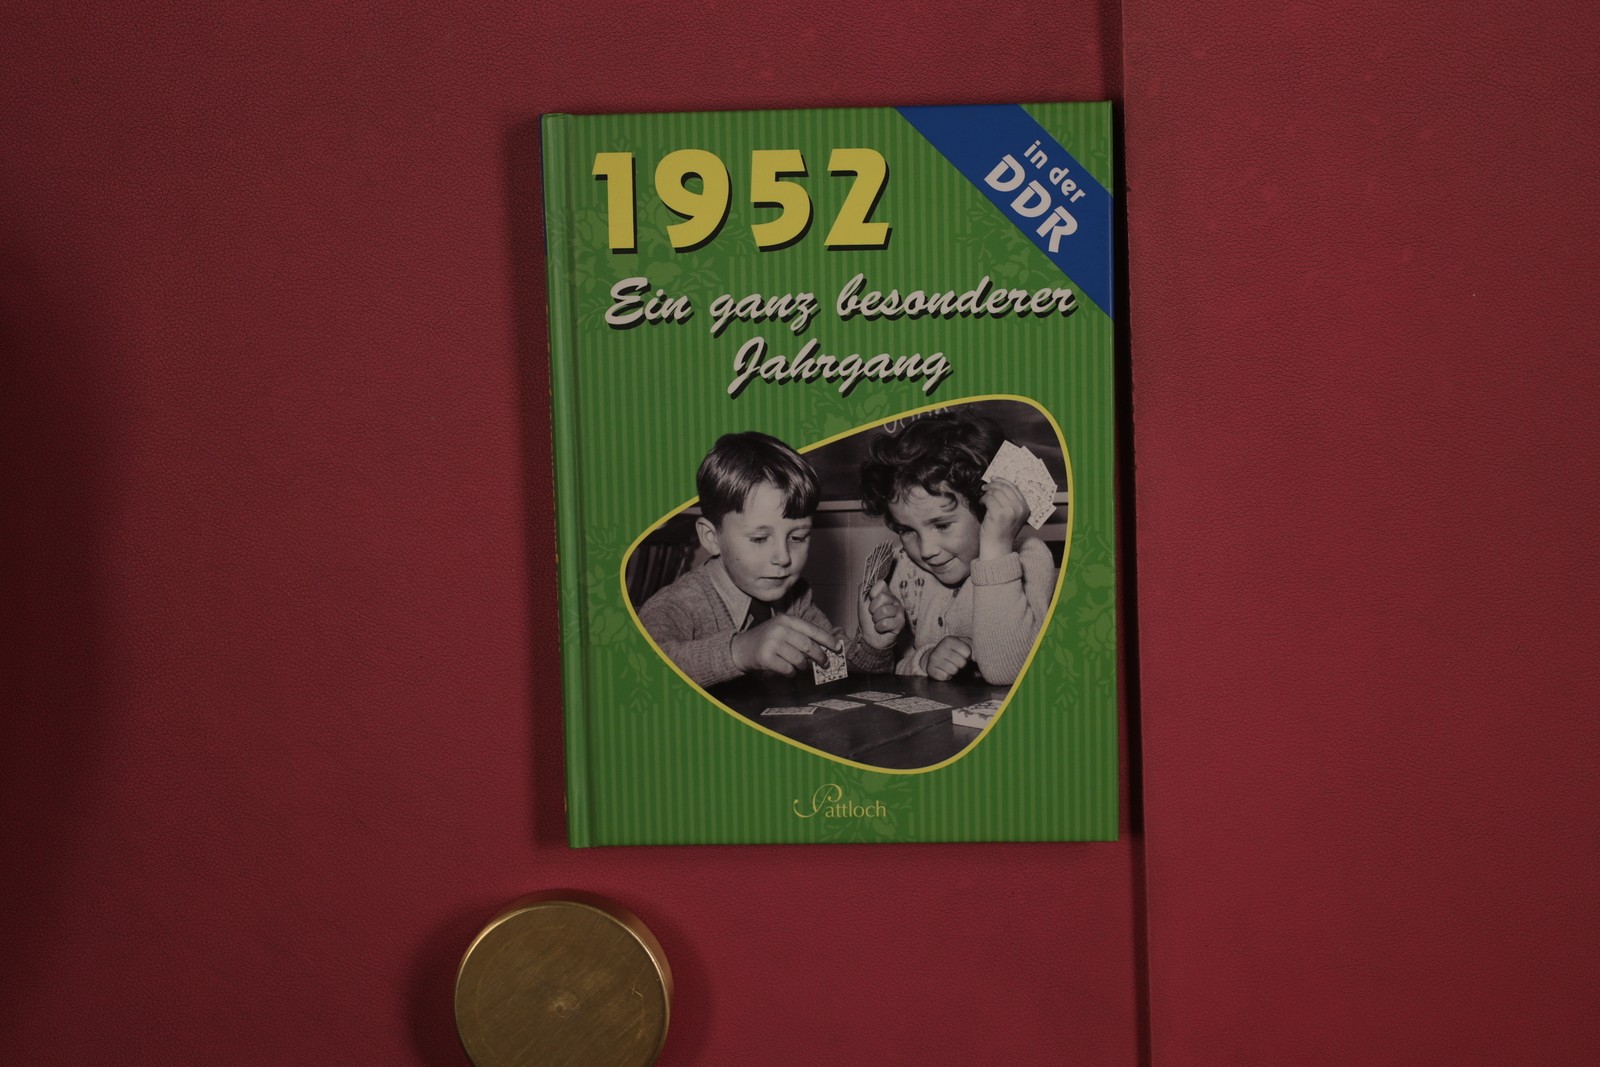 1952
in der
DDR
Ein ganz besonderer
Jahrgang
Pattloch